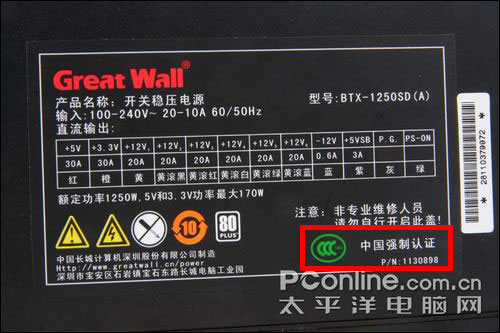 Great Wall®
产品名称: 开关稳压电源
型号: BTX-1250SD(A)
输入: 100-240V~ 20-10A 60/50Hz
直流输出:
+5V +3.3V +12V₁ +12V₂ +12V₃ +12V₄ +12V₅ +12V₆ -12V +5VSB P.G. PS-ON
30A 30A 20A 20A 20A 20A 20A 20A 0.6A 3A
红 橙 黄 黄滚黑 黄滚红 黄滚白 黄滚绿 黄滚蓝 蓝 紫 灰 绿
额定功率1250W, 5V和3.3V功率最大170W
10
80 PLUS
注意: 非专业维修人员
请勿自行开启此盖!
CCC
中国强制认证
P/N:1130898
中国长城计算机深圳股份有限公司制造
Http://www.greatwall.cn/power
深圳市宝安区石岩镇宝石东路长城电脑工业园
28110379972
PConline.com.cn
太平洋电脑网